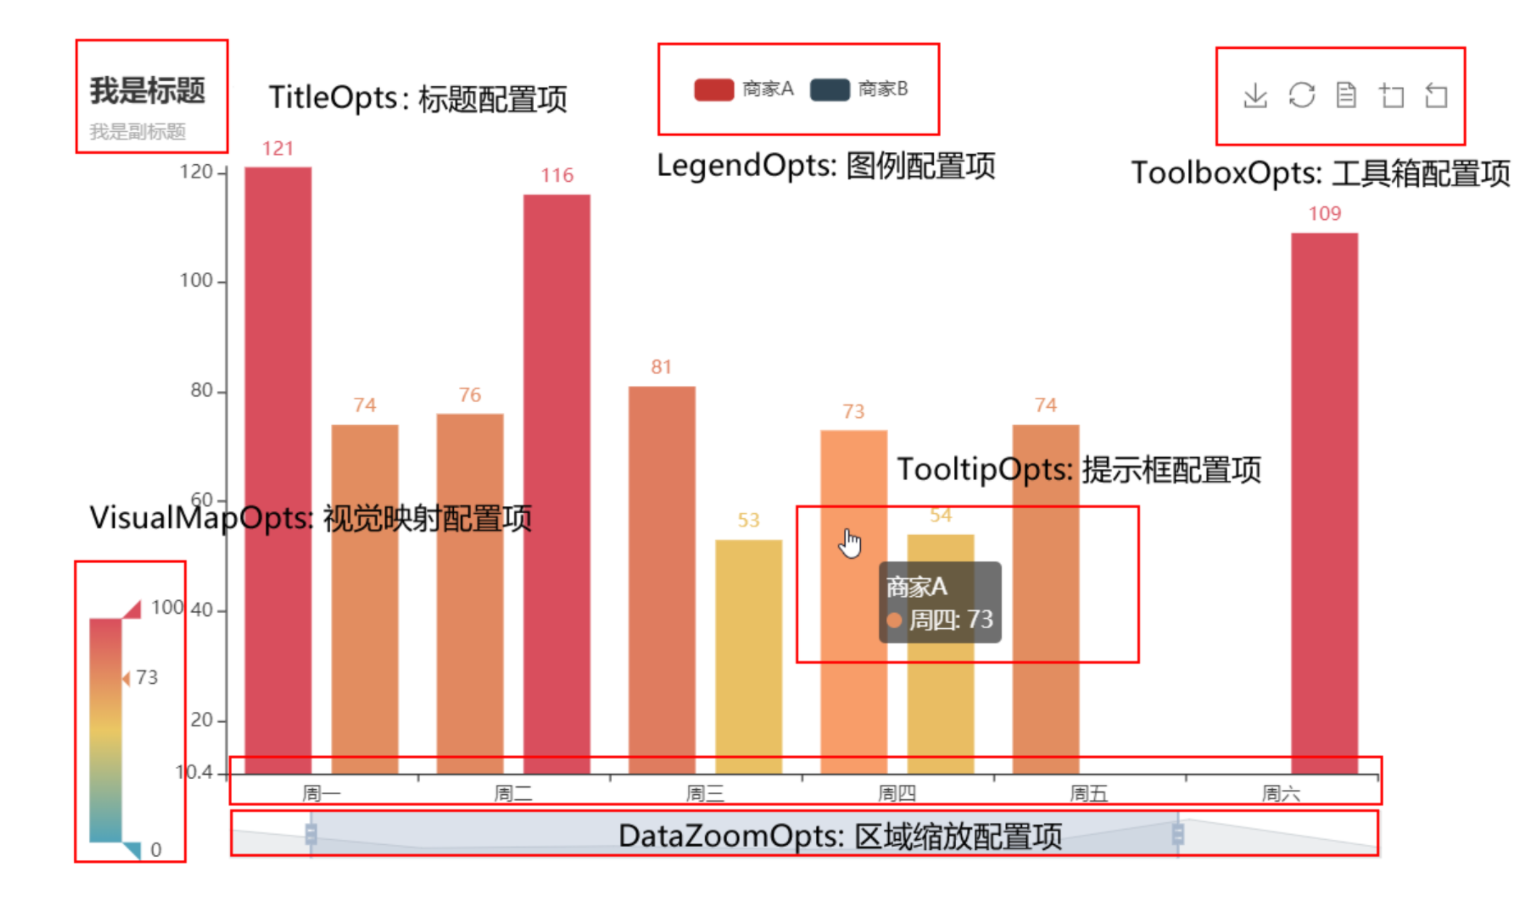 我是标题
我是副标题
TitleOpts: 标题配置项
商家A 商家B
LegendOpts: 图例配置项
ToolboxOpts: 工具箱配置项
121
116
109
81
74
76
73
74
53
54
120
100
80
60
40
20
10.4
TooltipOpts: 提示框配置项
商家A
周四: 73
VisualMapOpts: 视觉映射配置项
100
73
0
周一 周二 周三 周四 周五 周六
DataZoomOpts: 区域缩放配置项